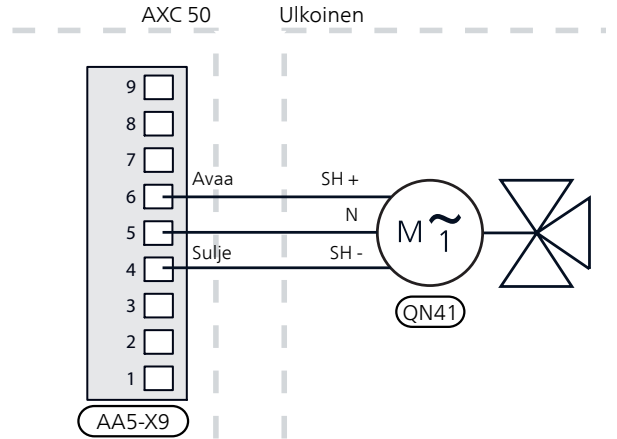 AXC 50 Ulkoinen
9
8
7
6 Avaa SH +
5 N
4 Sulje SH -
3
2
1
M ~ 1
QN41
AA5-X9